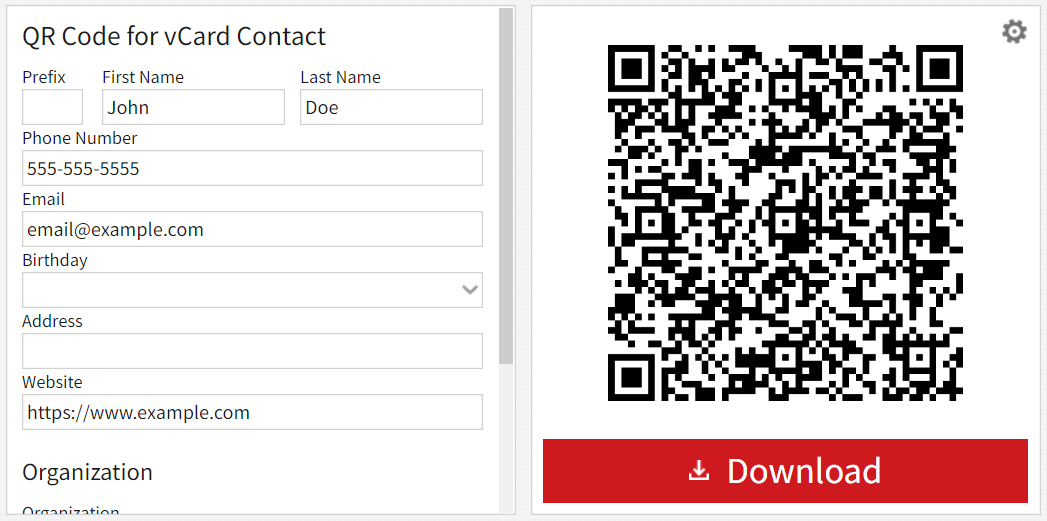 QR Code for vCard Contact
Prefix First Name Last Name
John Doe
Phone Number
555-555-5555
Email
email@example.com
Birthday
Address
Website
https://www.example.com
Organization
Organization
Download